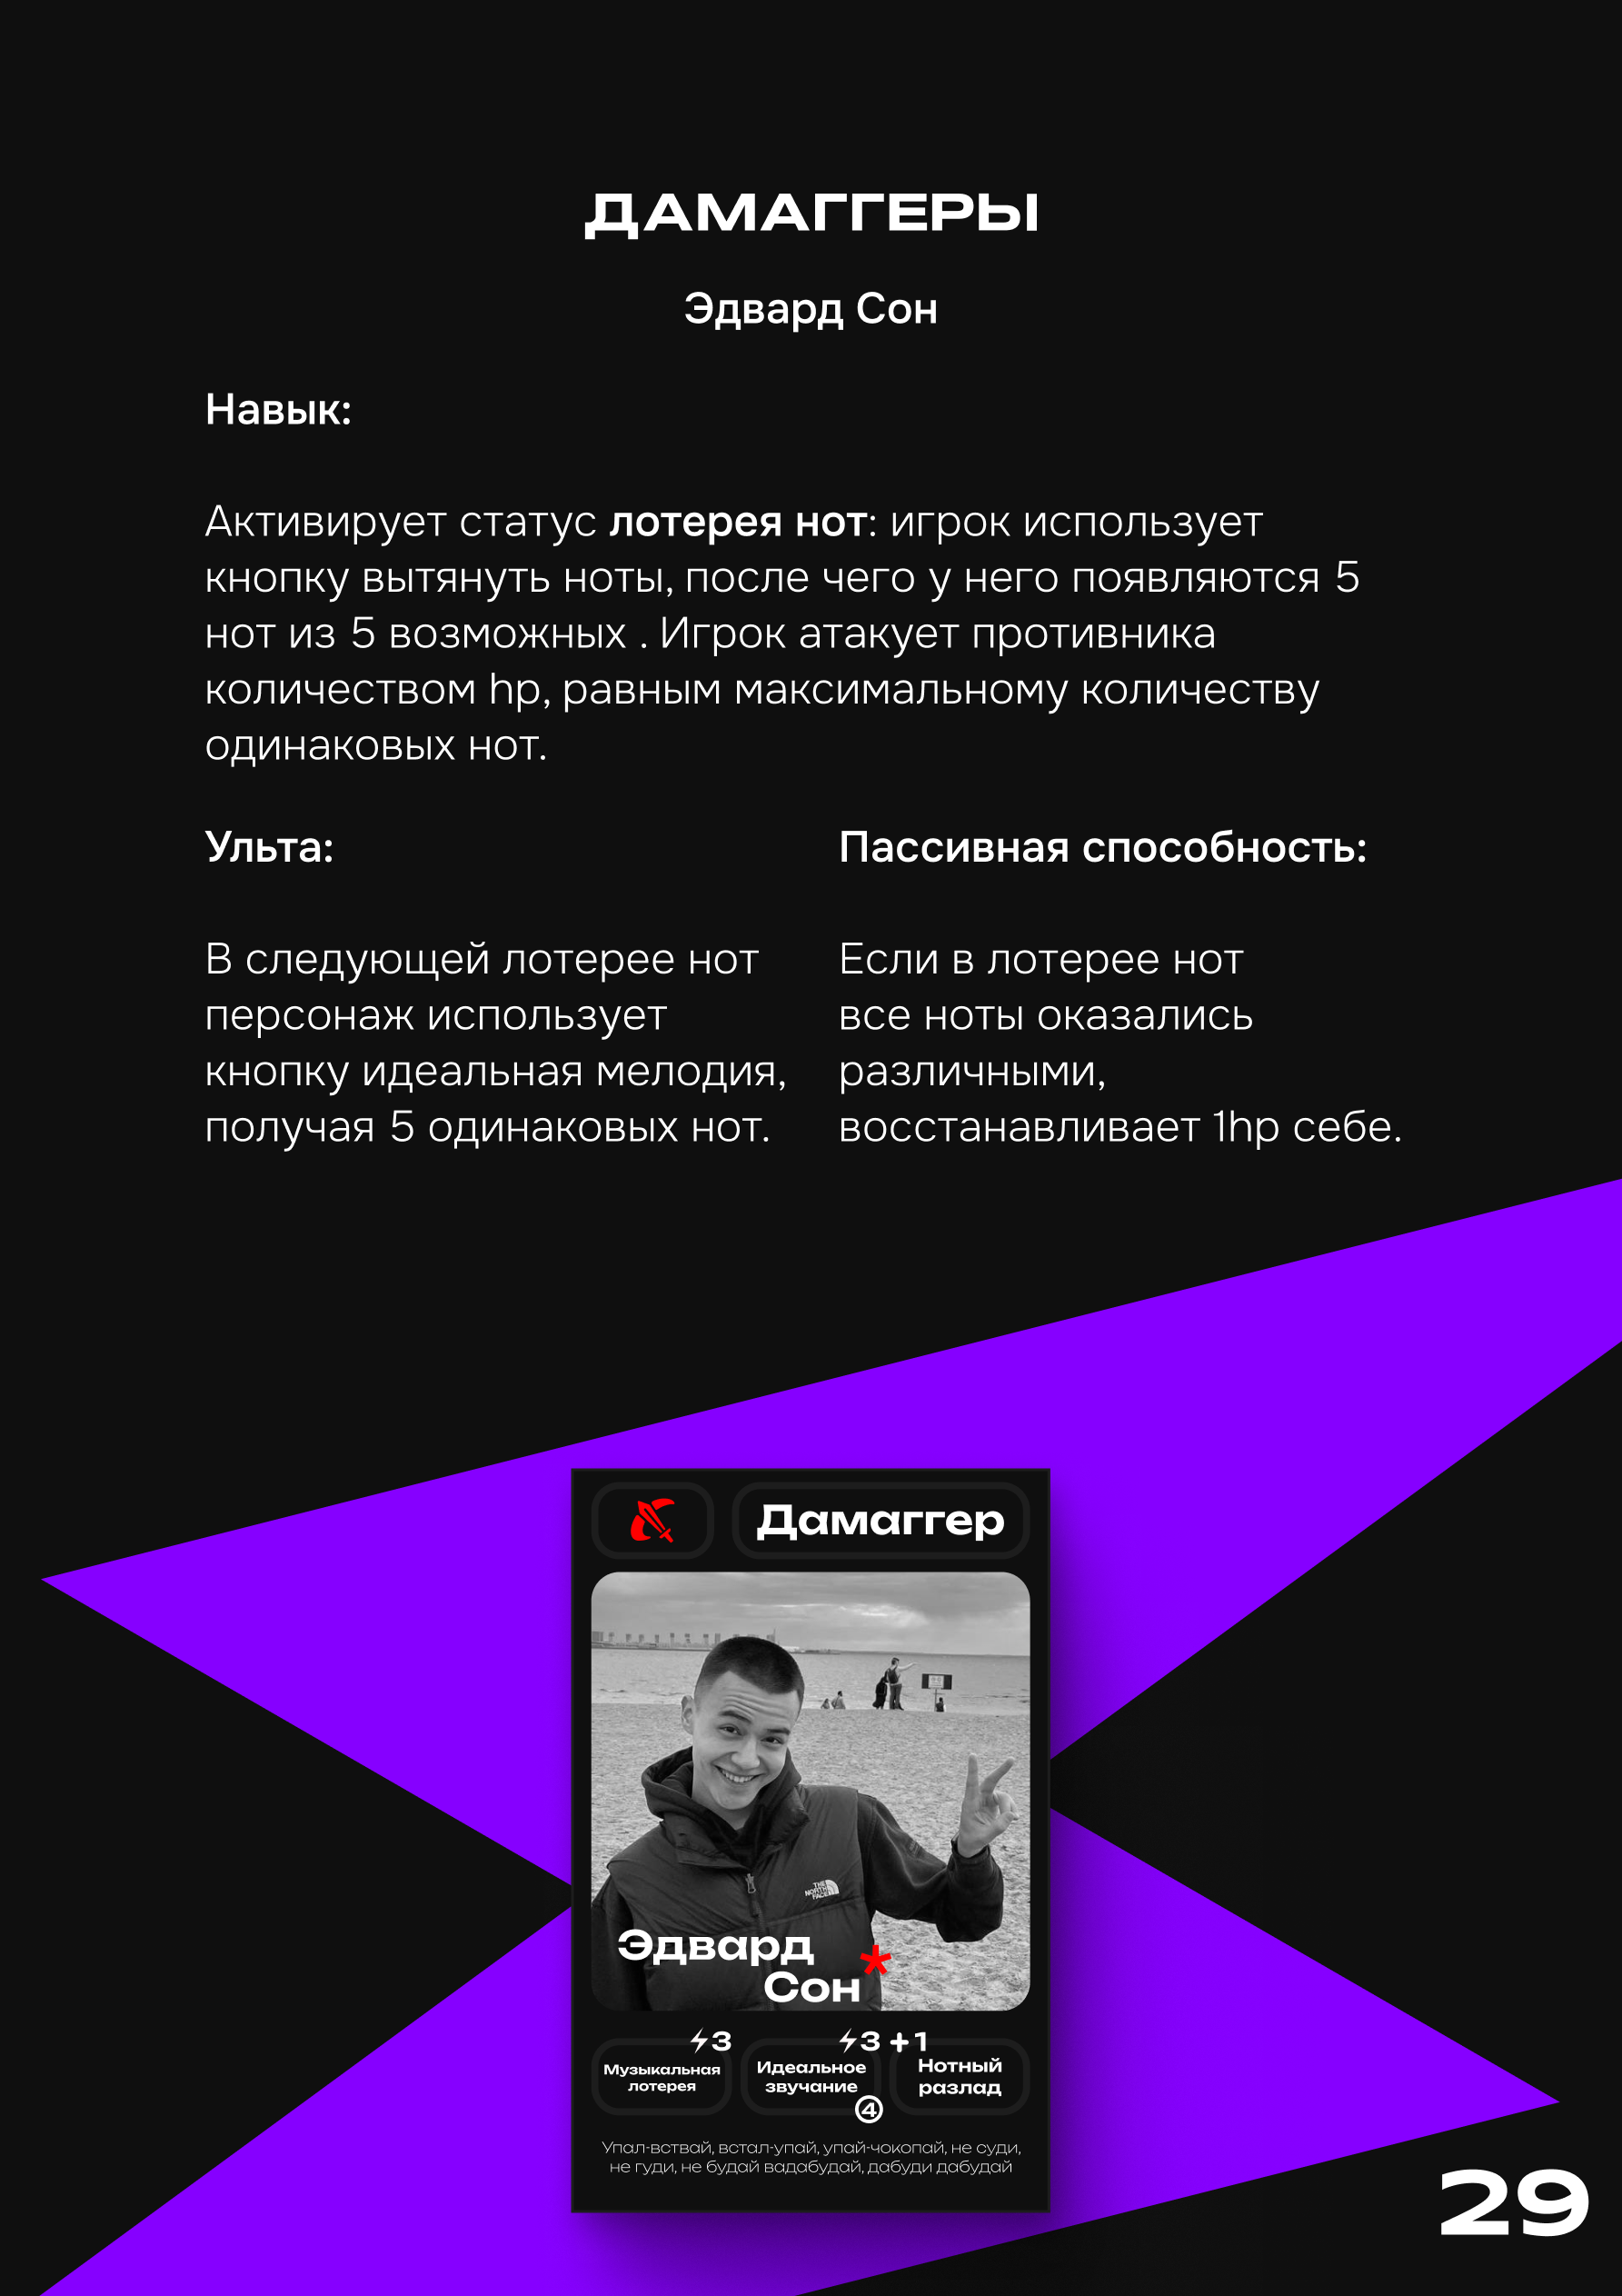 ДАМАГГЕРЫ
Эдвард Сон
Навык:
Активирует статус лотерея нот: игрок использует
кнопку вытянуть ноты, после чего у него появляются 5
нот из 5 возможных . Игрок атакует противника
количеством hp, равным максимальному количеству
одинаковых нот.
Ульта:
В следующей лотерее нот
персонаж использует
кнопку идеальная мелодия,
получая 5 одинаковых нот.
Пассивная способность:
Если в лотерее нот
все ноты оказались
различными,
восстанавливает 1hp себе.
Дамаггер
THE
NORTH
FACE
Эдвард
Сон*
3
Музыкальная
лотерея
3
Идеальное
звучание
4
+1
Нотный
разлад
Упал-вствай, встал-упай, упай-чокопай, не суди,
не гуди, не будай вадабудай, дабуди дабудай
29